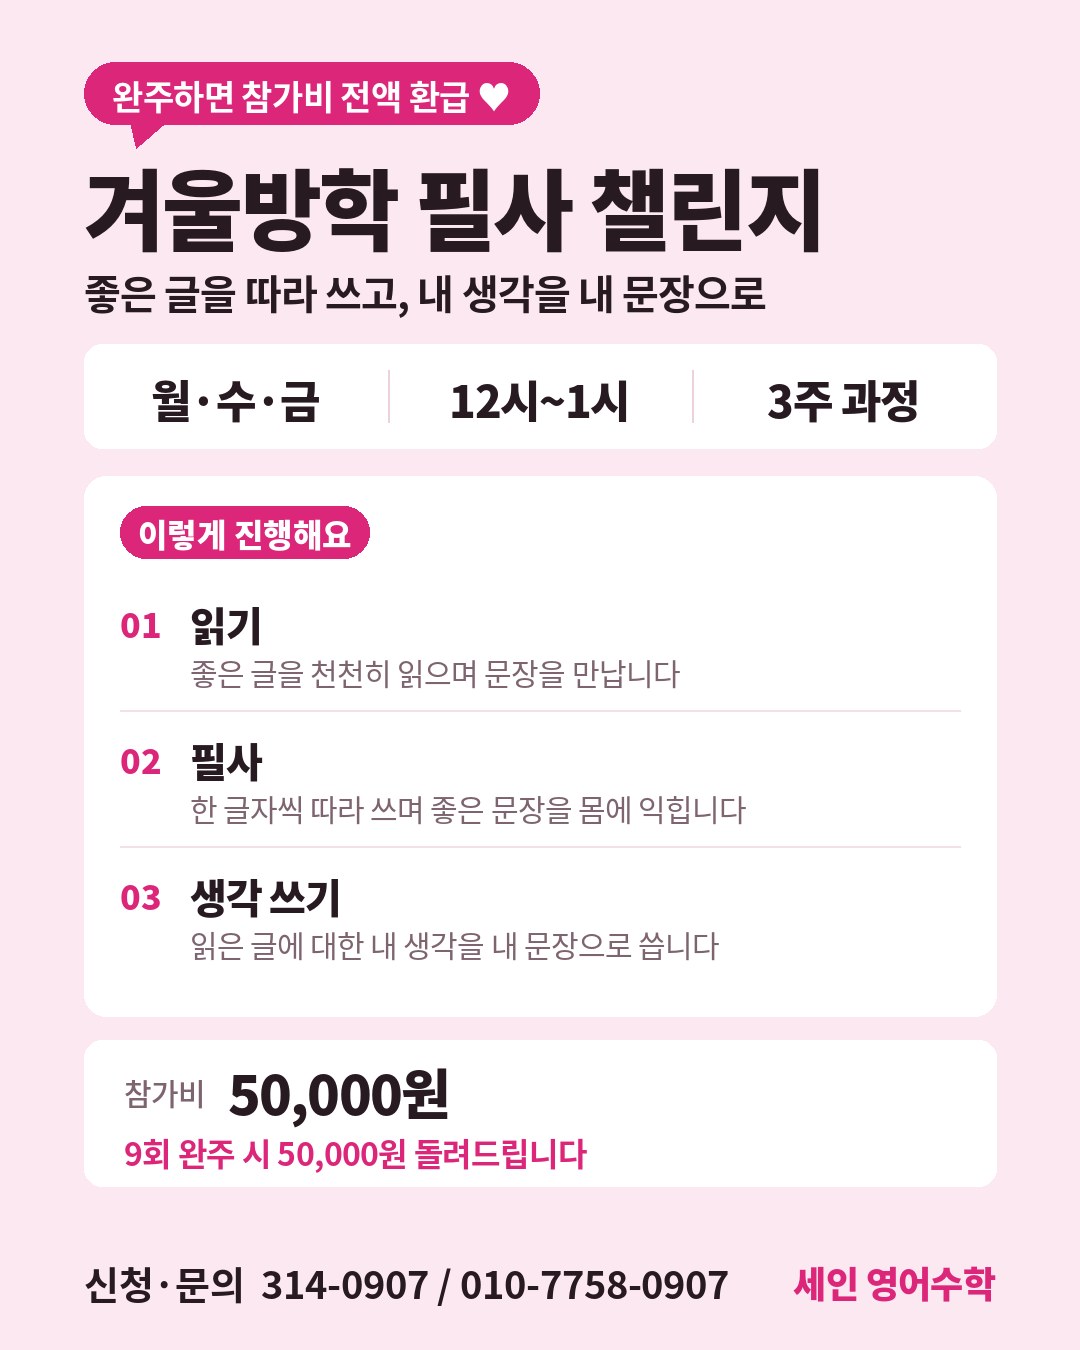 완주하면 참가비 전액 환급 ♥
겨울방학 필사 챌린지
좋은 글을 따라 쓰고, 내 생각을 내 문장으로
월·수·금 12시~1시 3주 과정
이렇게 진행해요
01 읽기
좋은 글을 천천히 읽으며 문장을 만납니다
02 필사
한 글자씩 따라 쓰며 좋은 문장을 몸에 익힙니다
03 생각 쓰기
읽은 글에 대한 내 생각을 내 문장으로 씁니다
참가비 50,000원
9회 완주 시 50,000원 돌려드립니다
신청·문의 314-0907 / 010-7758-0907 세인 영어수학